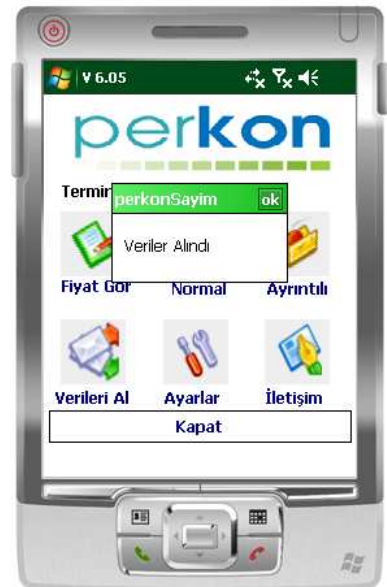 V 6.05
perkon
Termin
perkonSayim ok
Veriler Alındı
Fiyat Gör Normal Ayrıntılı
Verileri Al Ayarlar İletişim
Kapat